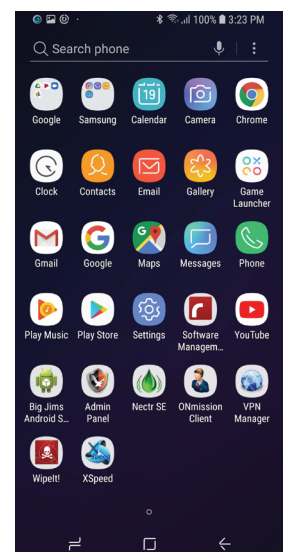 100% 3:23 PM
Search phone
Google Samsung Calendar Camera Chrome
19
Clock Contacts Email Gallery Game
Launcher
Gmail Google Maps Messages Phone
Play Music Play Store Settings Software
Managem... YouTube
Big Jims
Android S... Admin
Panel Nectr SE ONmission
Client VPN
Manager
WipeIt! XSpeed